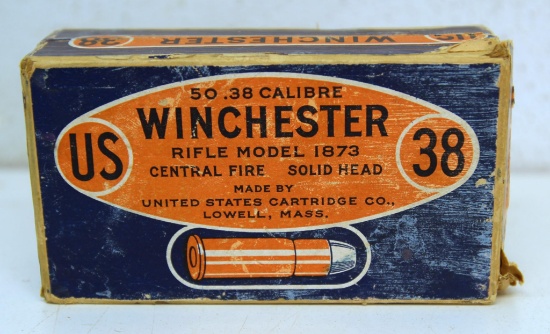 38 WINCHESTER 38
50 .38 CALIBRE
WINCHESTER
US RIFLE MODEL 1873 38
CENTRAL FIRE SOLID HEAD
MADE BY
UNITED STATES CARTRIDGE CO.,
LOWELL, MASS.